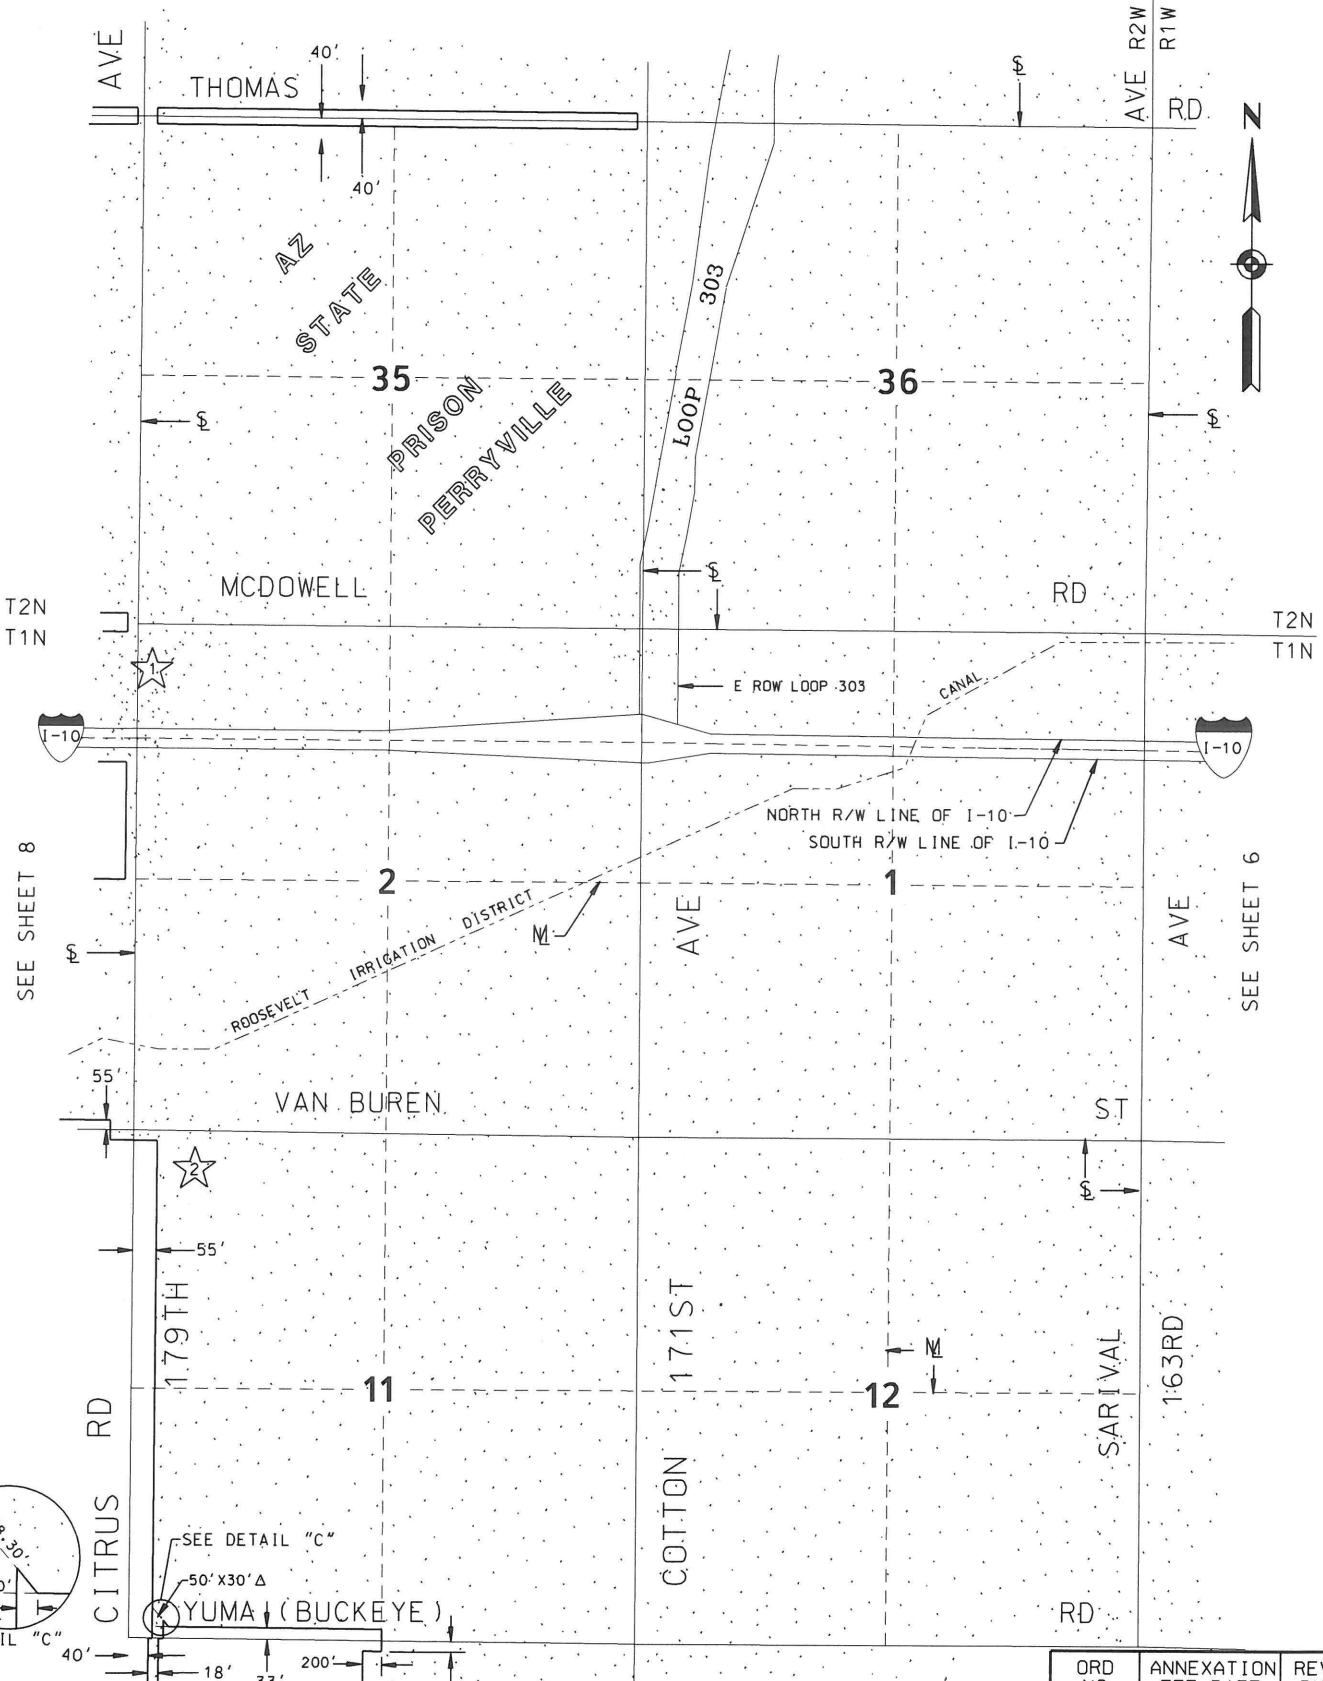 AVE
THOMAS
40'
40'
AVE
R2W
R1W
RD
N
AZ
STATE
PRISON
PERRYVILLE
35
36
LOOP 303
MCDOWELL
RD
T2N
T1N
T2N
T1N
1
E ROW LOOP 303
CANAL
I-10
I-10
NORTH R/W LINE OF I-10
SOUTH R/W LINE OF I-10
SEE SHEET 8
2
1
AVE
AVE
SEE SHEET 6
ROOSEVELT IRRIGATION DISTRICT
55'
VAN BUREN
ST
2
55'
179TH
171ST
11
12
SARIVAL
163RD
CITRUS RD
COTTON
SEE DETAIL "C"
50'X30'Δ
YUMA (BUCKEYE)
RD
"C"
40'
18'
33'
200'
ORD
ANNEXATION